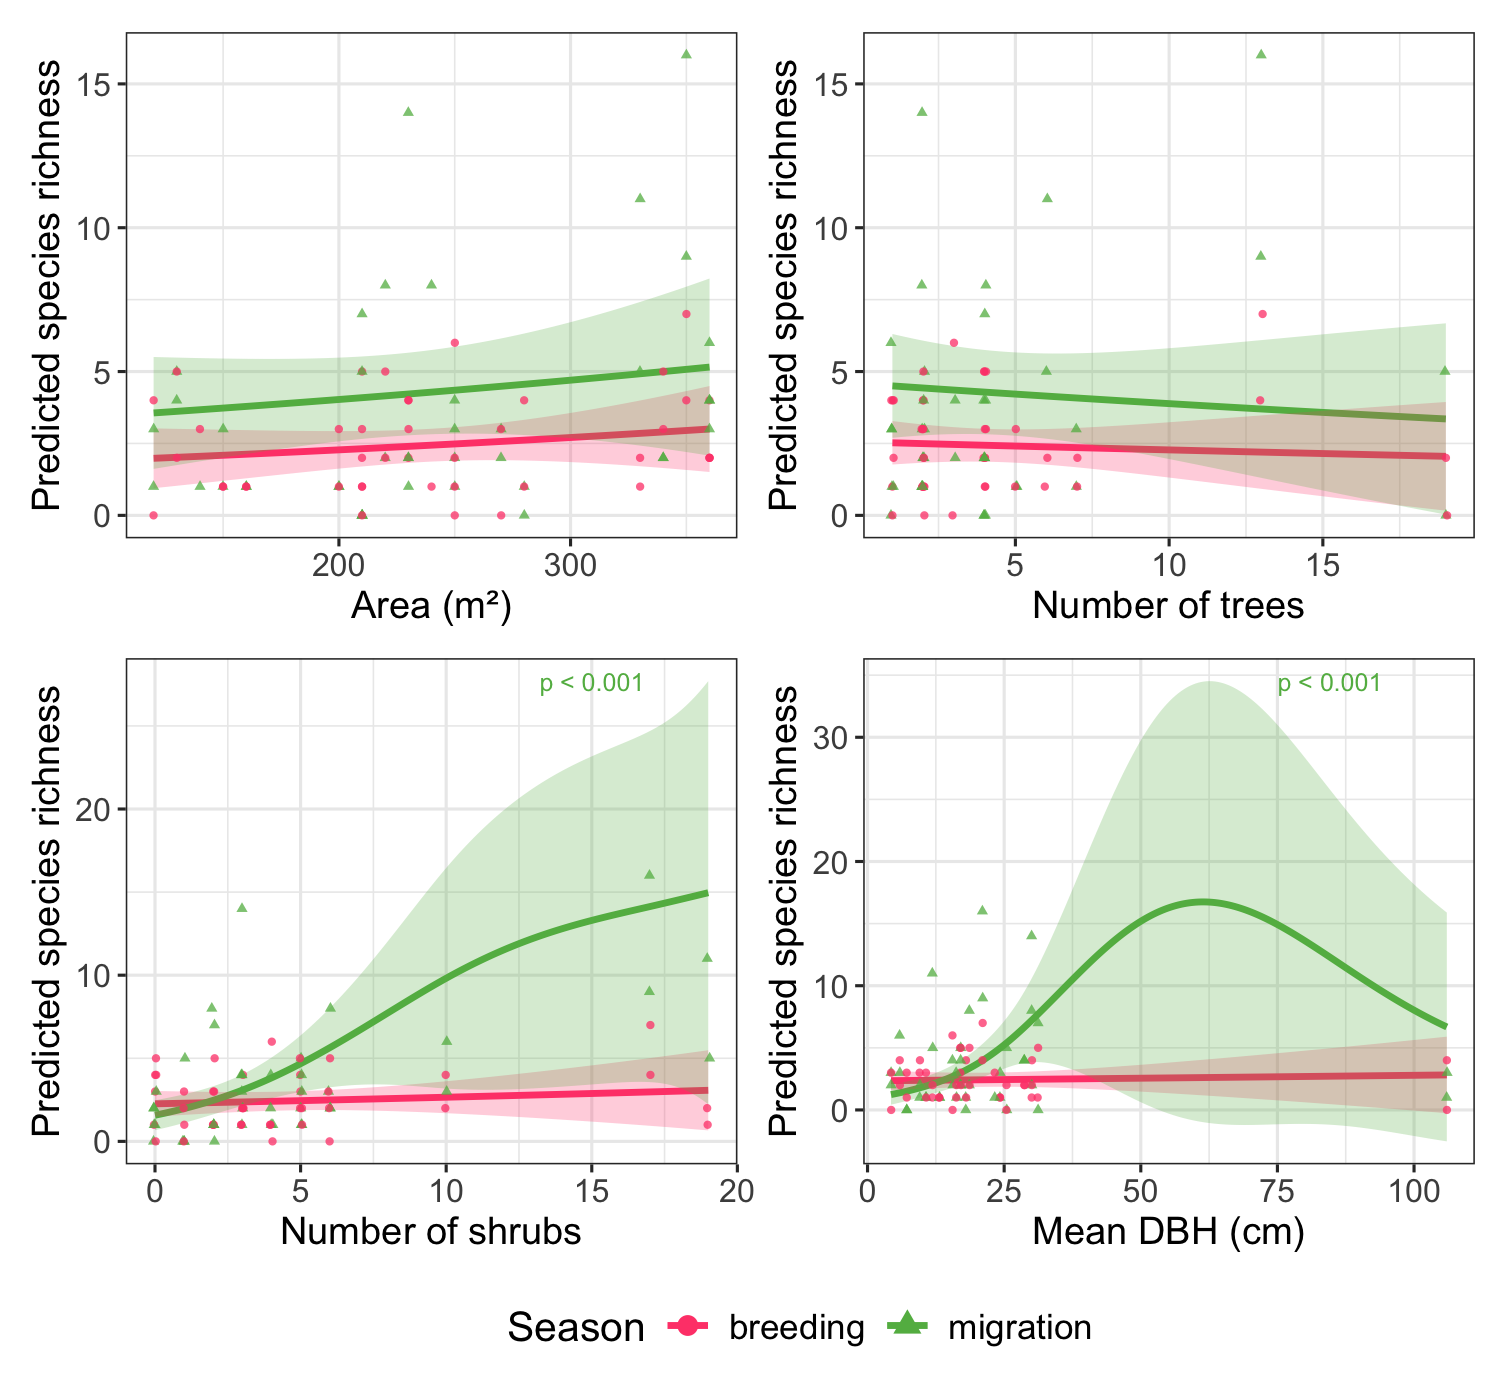 Predicted species richness
15
10
5
0
200
300
Area (m²)
Predicted species richness
15
10
5
0
5
10
15
Number of trees
Predicted species richness
20
10
0
p < 0.001
0
5
10
15
20
Number of shrubs
Predicted species richness
30
20
10
0
p < 0.001
0
25
50
75
100
Mean DBH (cm)
Season breeding migration